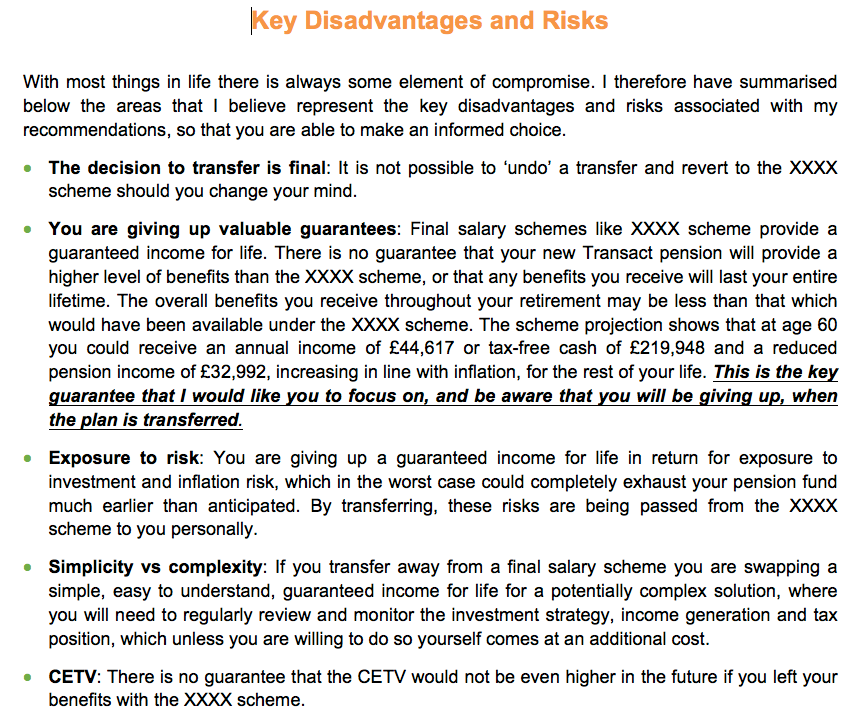 Key Disadvantages and Risks
With most things in life there is always some element of compromise. I therefore have summarised
below the areas that I believe represent the key disadvantages and risks associated with my
recommendations, so that you are able to make an informed choice.
• The decision to transfer is final: It is not possible to ‘undo’ a transfer and revert to the XXXX
scheme should you change your mind.
• You are giving up valuable guarantees: Final salary schemes like XXXX scheme provide a
guaranteed income for life. There is no guarantee that your new Transact pension will provide a
higher level of benefits than the XXXX scheme, or that any benefits you receive will last your entire
lifetime. The overall benefits you receive throughout your retirement may be less than that which
would have been available under the XXXX scheme. The scheme projection shows that at age 60
you could receive an annual income of £44,617 or tax-free cash of £219,948 and a reduced
pension income of £32,992, increasing in line with inflation, for the rest of your life. This is the key
guarantee that I would like you to focus on, and be aware that you will be giving up, when
the plan is transferred.
• Exposure to risk: You are giving up a guaranteed income for life in return for exposure to
investment and inflation risk, which in the worst case could completely exhaust your pension fund
much earlier than anticipated. By transferring, these risks are being passed from the XXXX
scheme to you personally.
• Simplicity vs complexity: If you transfer away from a final salary scheme you are swapping a
simple, easy to understand, guaranteed income for life for a potentially complex solution, where
you will need to regularly review and monitor the investment strategy, income generation and tax
position, which unless you are willing to do so yourself comes at an additional cost.
• CETV: There is no guarantee that the CETV would not be even higher in the future if you left your
benefits with the XXXX scheme.